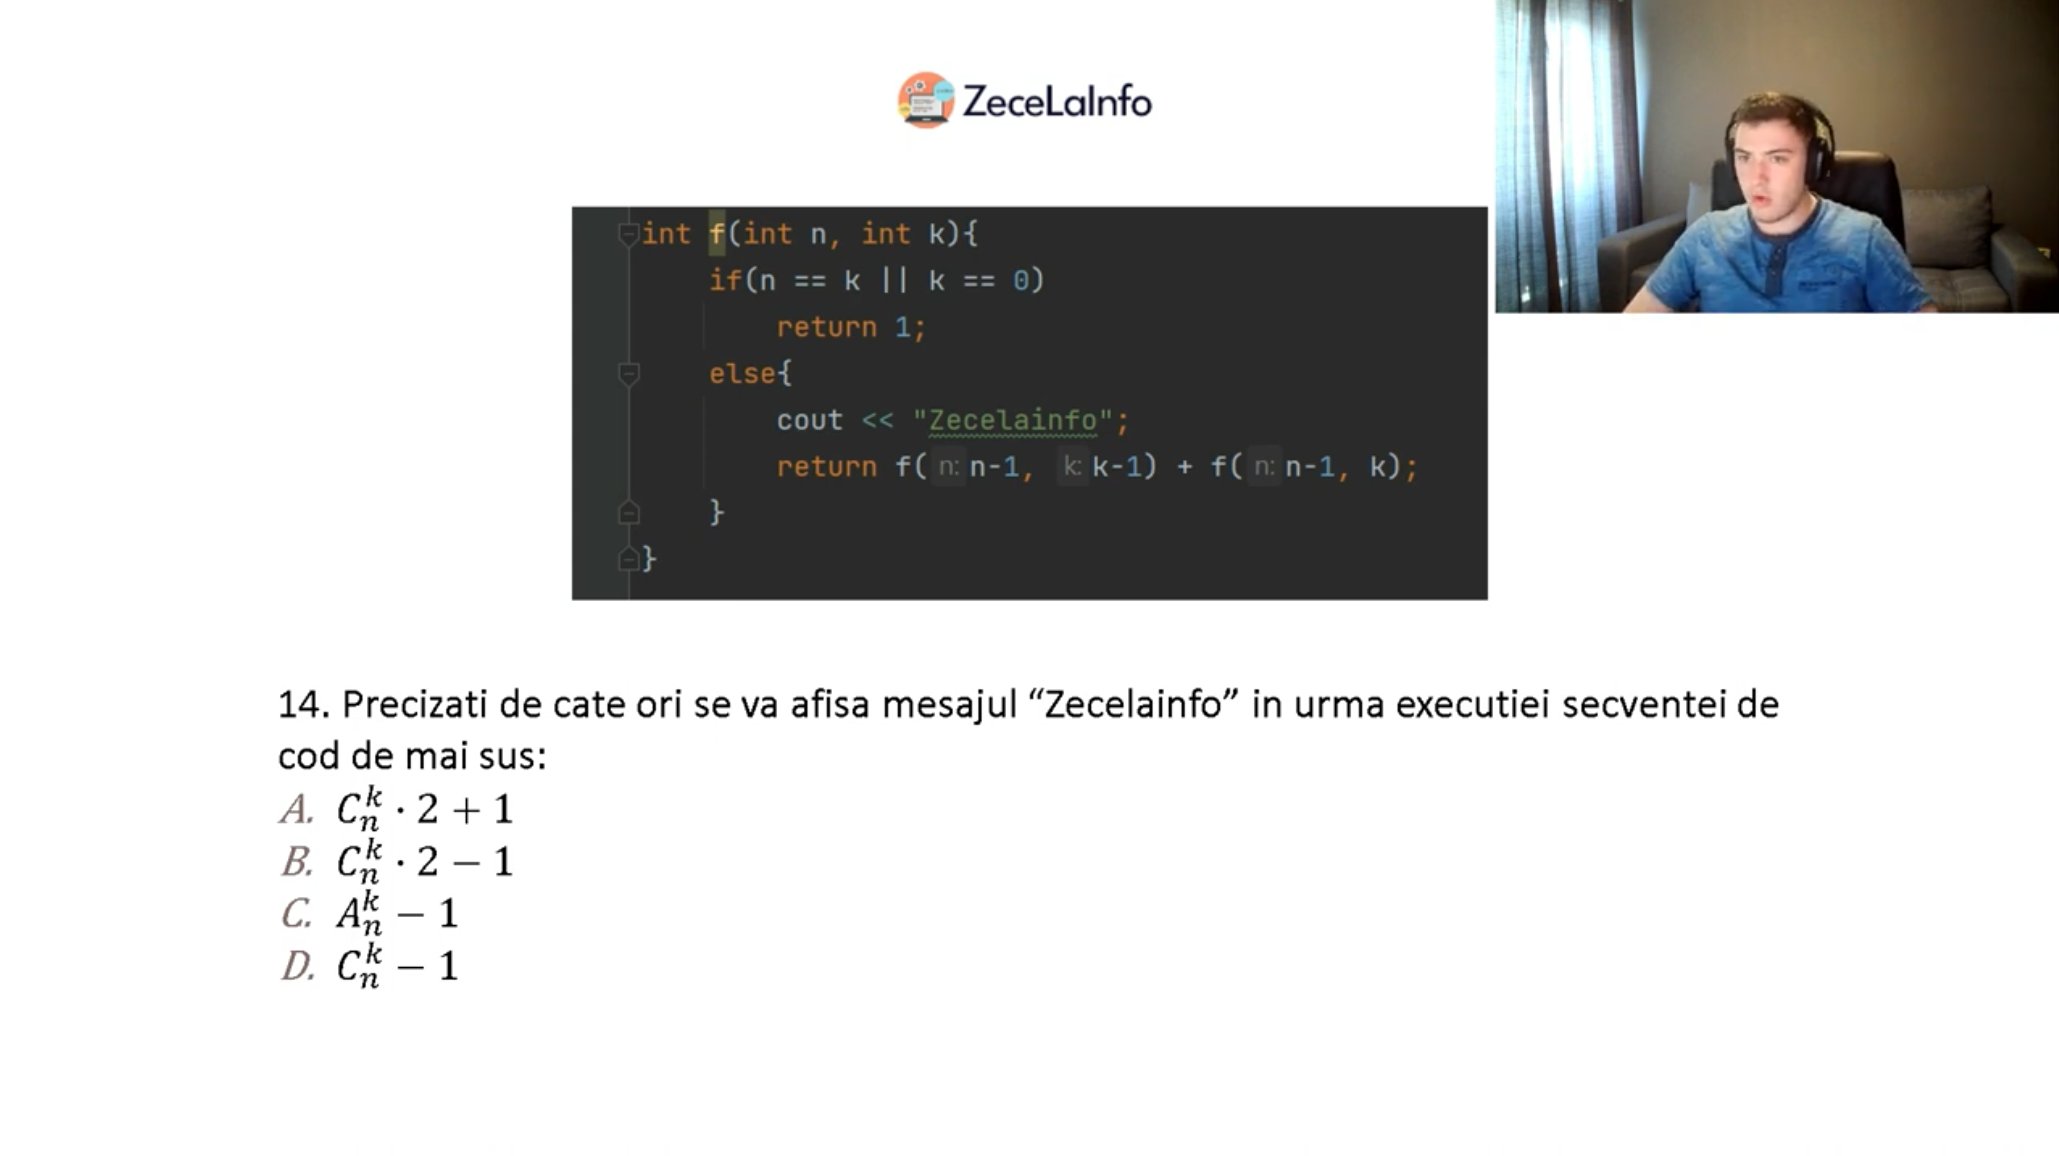 ZeceLaInfo
int f(int n, int k){
if(n == k || k == 0)
return 1;
else{
cout << "Zecelainfo";
return f( n: n-1, k: k-1) + f( n: n-1, k);
}
}
14. Precizati de cate ori se va afisa mesajul “Zecelainfo” in urma executiei secventei de
cod de mai sus:
A. C_n^k · 2 + 1
B. C_n^k · 2 − 1
C. A_n^k − 1
D. C_n^k − 1